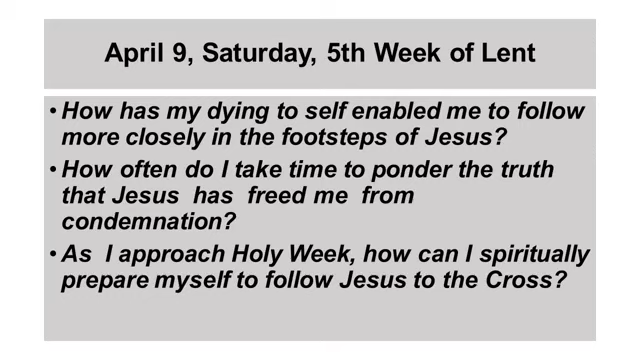 April 9, Saturday, 5th Week of Lent
• How has my dying to self enabled me to follow
more closely in the footsteps of Jesus?
• How often do I take time to ponder the truth
that Jesus has freed me from
condemnation?
• As I approach Holy Week, how can I spiritually
prepare myself to follow Jesus to the Cross?